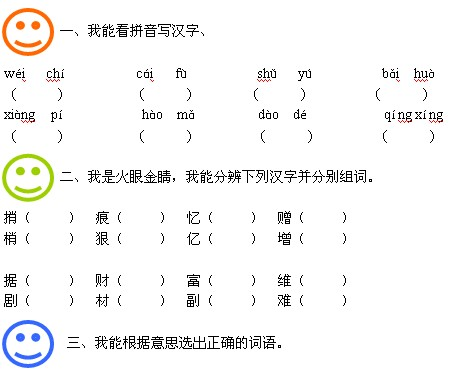 一、我能看拼音写汉字、
wéi chí cái fù shū yú bǎi huò
( ) ( ) ( ) ( )
xiàng pí hào mǎ dào dé qíngxíng
( ) ( ) ( ) ( )
二、我是火眼金睛，我能分辨下列汉字并分别组词。
捎（ ） 痕（ ） 忆（ ） 赠（ ）
梢（ ） 狠（ ） 亿（ ） 增（ ）
据（ ） 财（ ） 富（ ） 维（ ）
剧（ ） 材（ ） 副（ ） 难（ ）
三、我能根据意思选出正确的词语。